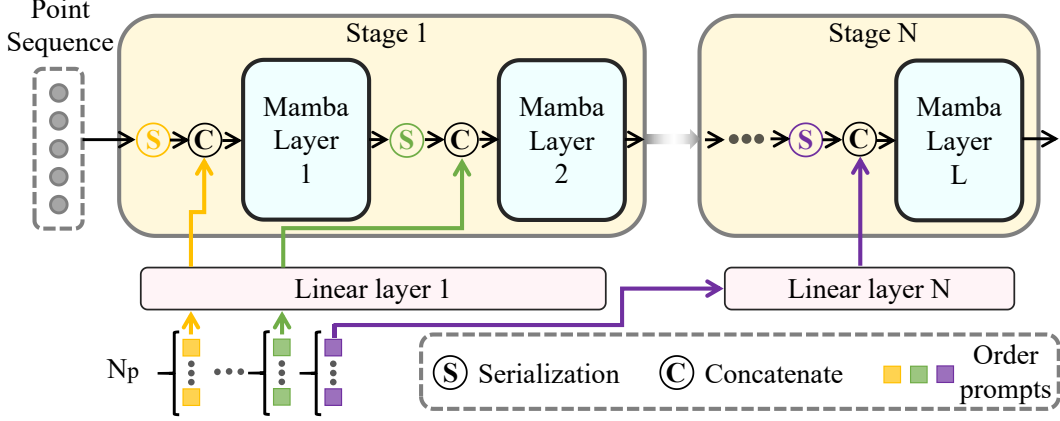 Point
Sequence
Stage 1
Stage N
S
C
Mamba
Layer
1
S
C
Mamba
Layer
2
S
C
Mamba
Layer
L
Linear layer 1
Linear layer N
Np
S Serialization
C Concatenate
Order
prompts